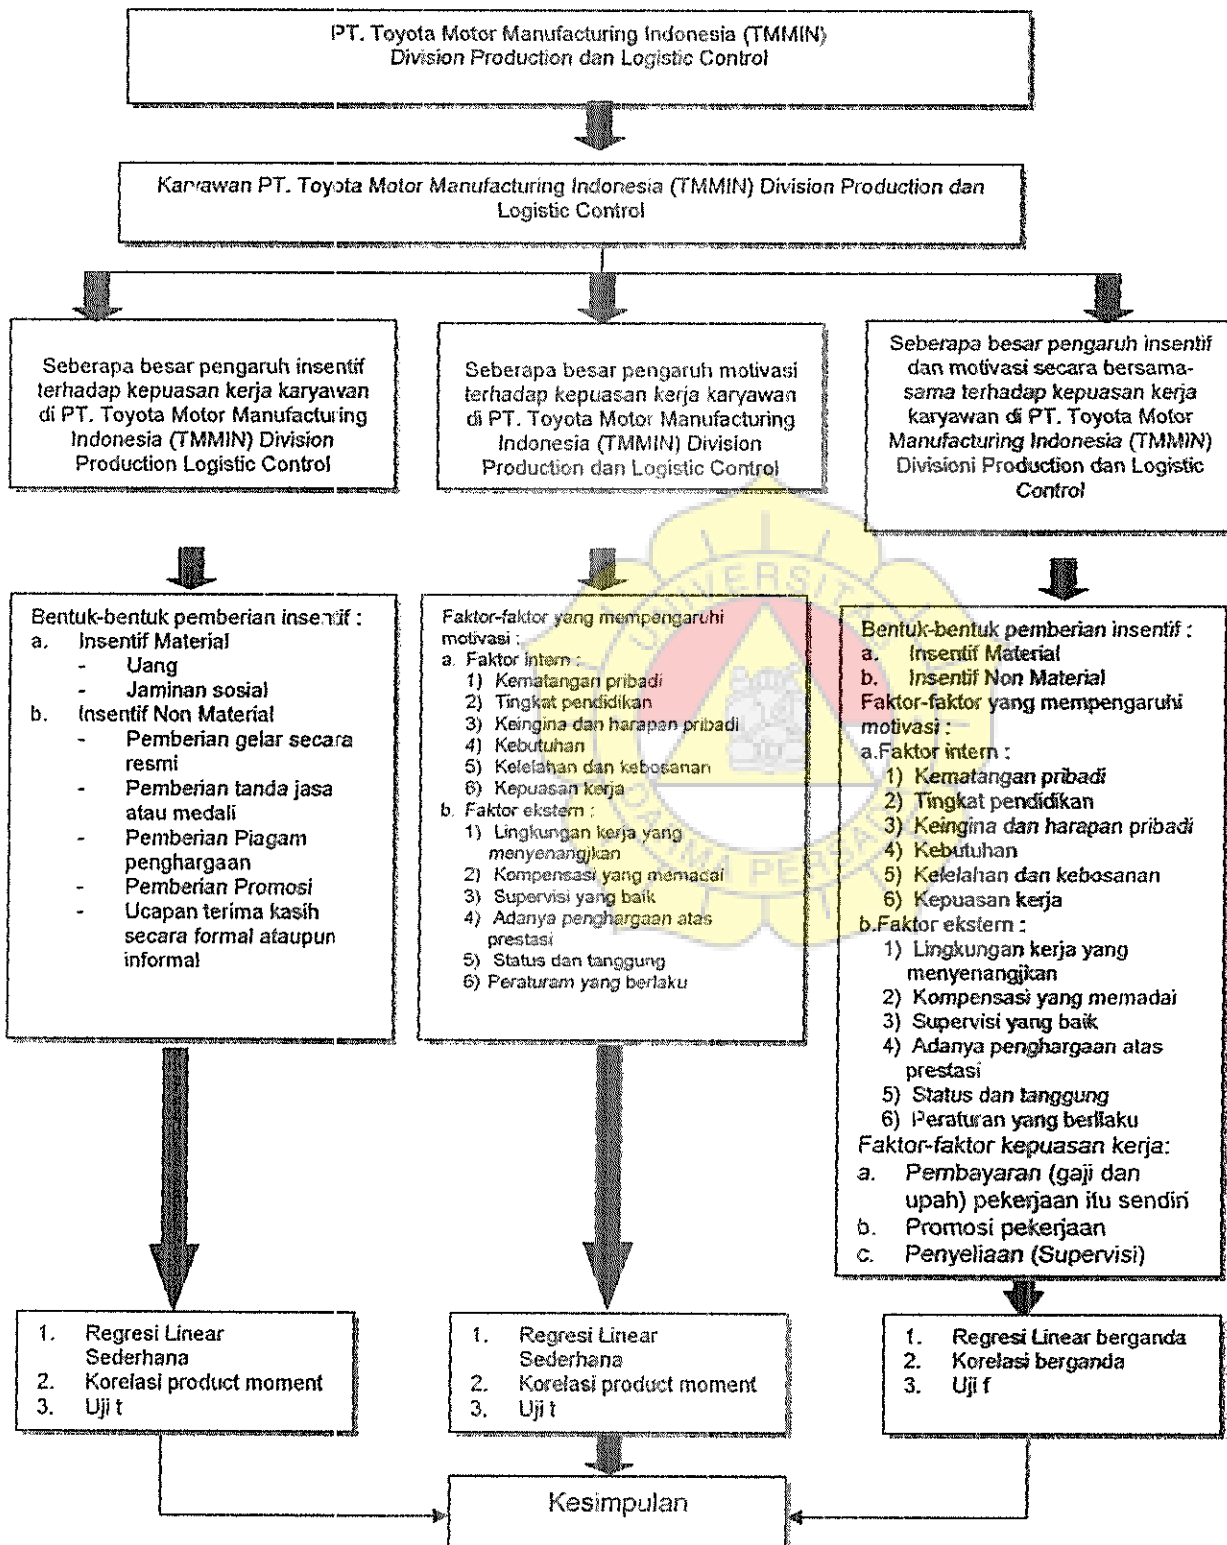 PT. Toyota Motor Manufacturing Indonesia (TMMIN)
Division Production dan Logistic Control
Karyawan PT. Toyota Motor Manufacturing Indonesia (TMMIN) Division Production dan
Logistic Control
Seberapa besar pengaruh insentif
terhadap kepuasan kerja karyawan
di PT. Toyota Motor Manufacturing
Indonesia (TMMIN) Division
Production Logistic Control
Seberapa besar pengaruh motivasi
terhadap kepuasan kerja karyawan
di PT. Toyota Motor Manufacturing
Indonesia (TMMIN) Division
Production dan Logistic Control
Seberapa besar pengaruh insentif
dan motivasi secara bersama-
sama terhadap kepuasan kerja
karyawan di PT. Toyota Motor
Manufacturing Indonesia (TMMIN)
Divisioni Production dan Logistic
Control
Bentuk-bentuk pemberian insentif :
a. Insentif Material
- Uang
- Jaminan sosial
b. Insentif Non Material
- Pemberian gelar secara
resmi
- Pemberian tanda jasa
atau medali
- Pemberian Piagam
penghargaan
- Pemberian Promosi
- Ucapan terima kasih
secara formal ataupun
informal
Faktor-faktor yang mempengaruhi
motivasi :
a. Faktor intern :
1) Kematangan pribadi
2) Tingkat pendidikan
3) Keingina dan harapan pribadi
4) Kebutuhan
5) Kelelahan dan kebosanan
6) Kepuasan kerja
b. Faktor ekstern :
1) Lingkungan kerja yang
menyenangjkan
2) Kompensasi yang memadai
3) Supervisi yang baik
4) Adanya penghargaan atas
prestasi
5) Status dan tanggung
6) Peraturam yang berlaku
Bentuk-bentuk pemberian insentif :
a. Insentif Material
b. Insentif Non Material
Faktor-faktor yang mempengaruhi
motivasi :
a.Faktor intern :
1) Kematangan pribadi
2) Tingkat pendidikan
3) Keingina dan harapan pribadi
4) Kebutuhan
5) Kelelahan dan kebosanan
6) Kepuasan kerja
b.Faktor ekstern :
1) Lingkungan kerja yang
menyenangjkan
2) Kompensasi yang memadai
3) Supervisi yang baik
4) Adanya penghargaan atas
prestasi
5) Status dan tanggung
6) Peraturan yang berllaku
Faktor-faktor kepuasan kerja:
a. Pembayaran (gaji dan
upah) pekerjaan itu sendiri
b. Promosi pekerjaan
c. Penyeliaan (Supervisi)
1. Regresi Linear
Sederhana
2. Korelasi product moment
3. Uji t
1. Regresi Linear
Sederhana
2. Korelasi product moment
3. Uji t
1. Regresi Linear berganda
2. Korelasi berganda
3. Uji f
Kesimpulan
UNIVERSITAS
DARMA PERSADA